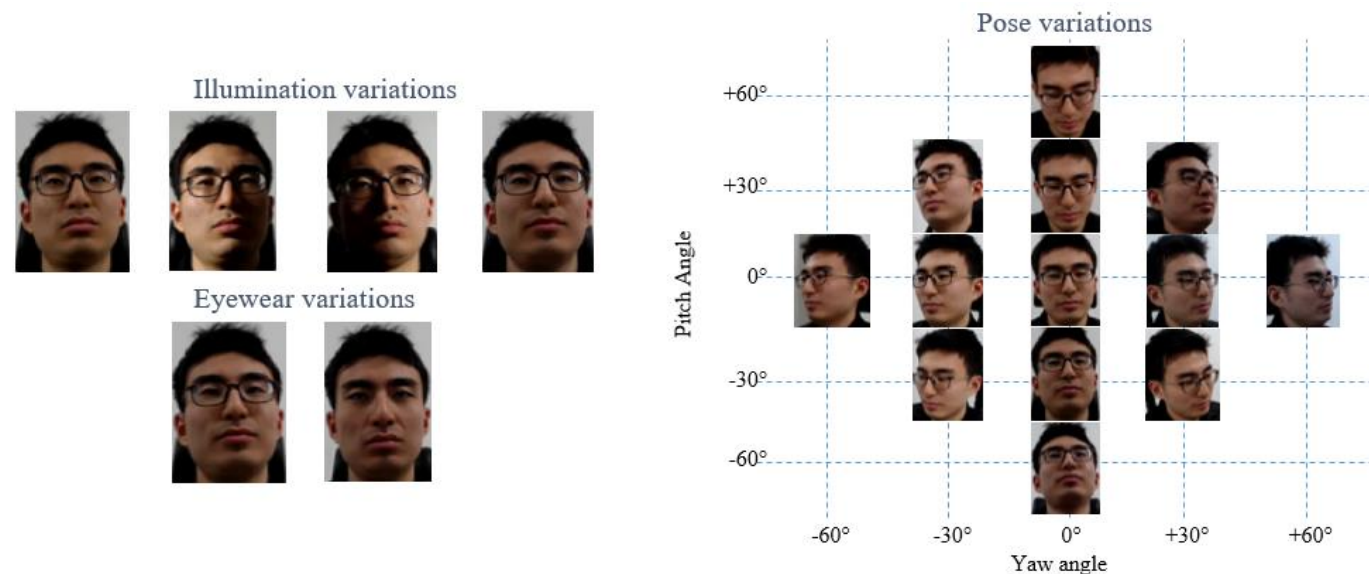 Illumination variations
Eyewear variations
Pose variations
Pitch Angle
+60°
+30°
0°
-30°
-60°
-60°
-30°
0°
+30°
+60°
Yaw angle